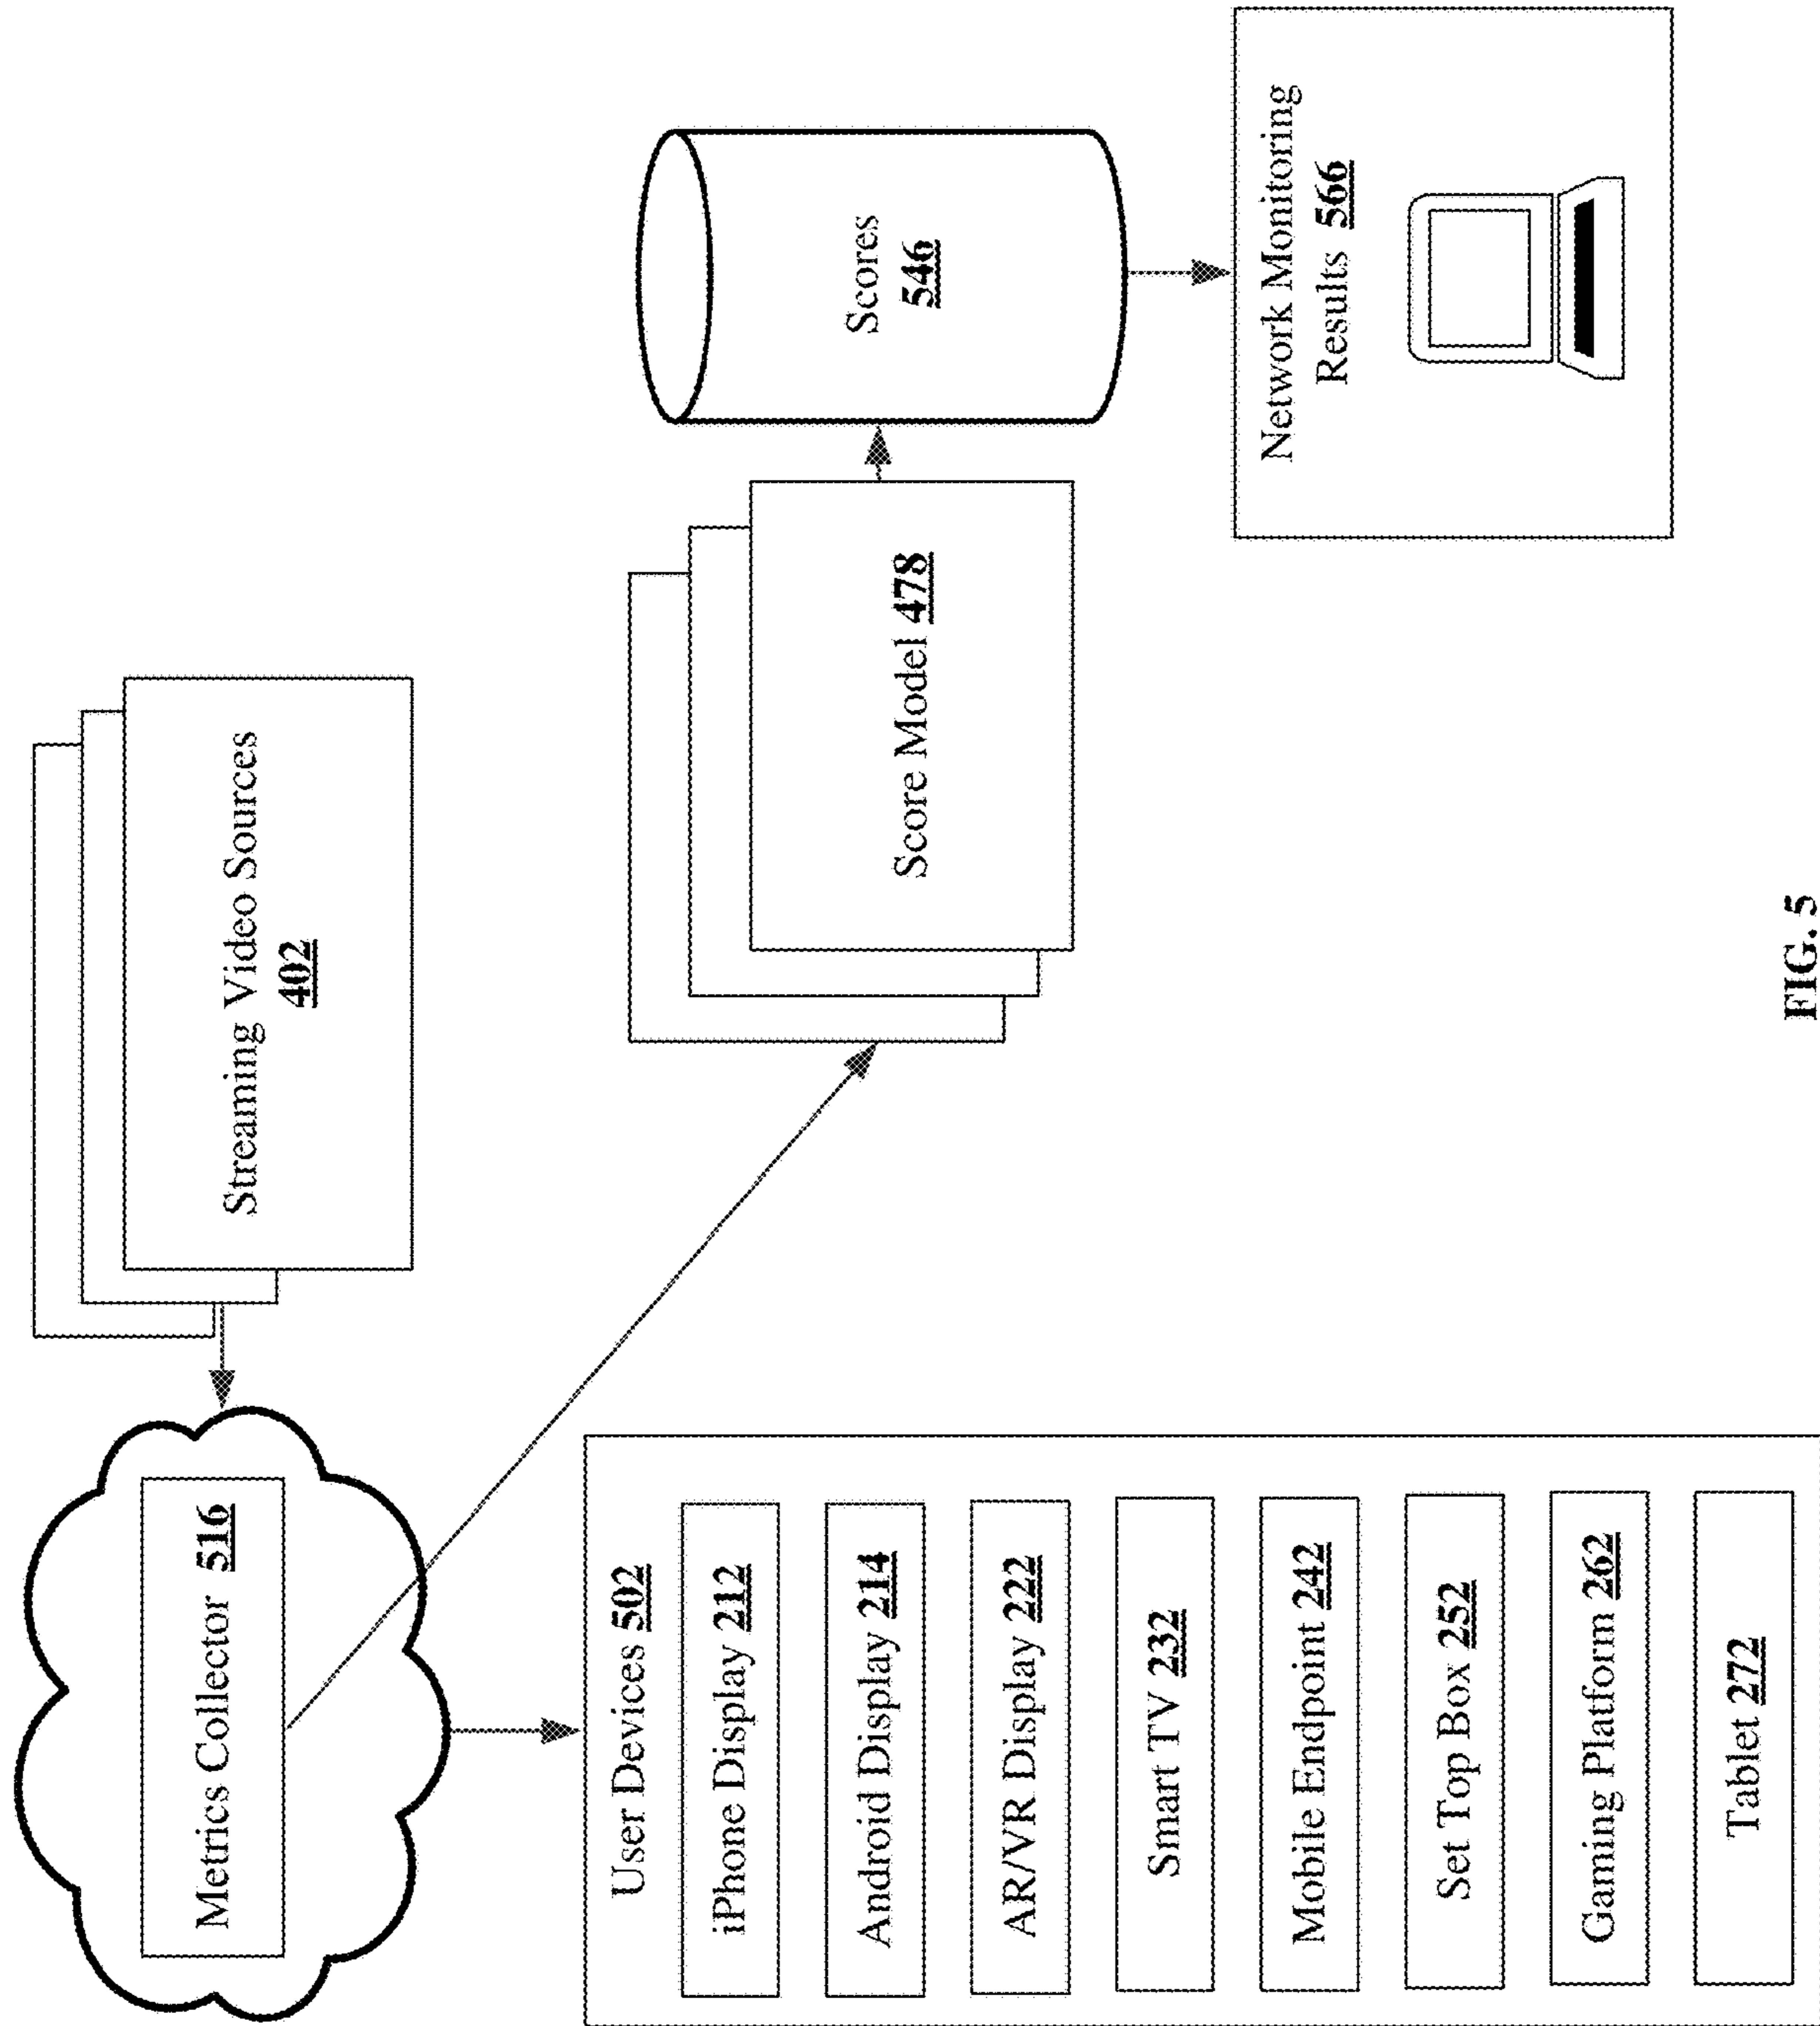 Metrics Collector 516
Streaming Video Sources
402
User Devices 502
iPhone Display 212
Android Display 214
AR/VR Display 222
Smart TV 232
Mobile Endpoint 242
Set Top Box 252
Gaming Platform 262
Tablet 272
Score Model 478
Scores
546
Network Monitoring
Results 566
FIG. 5